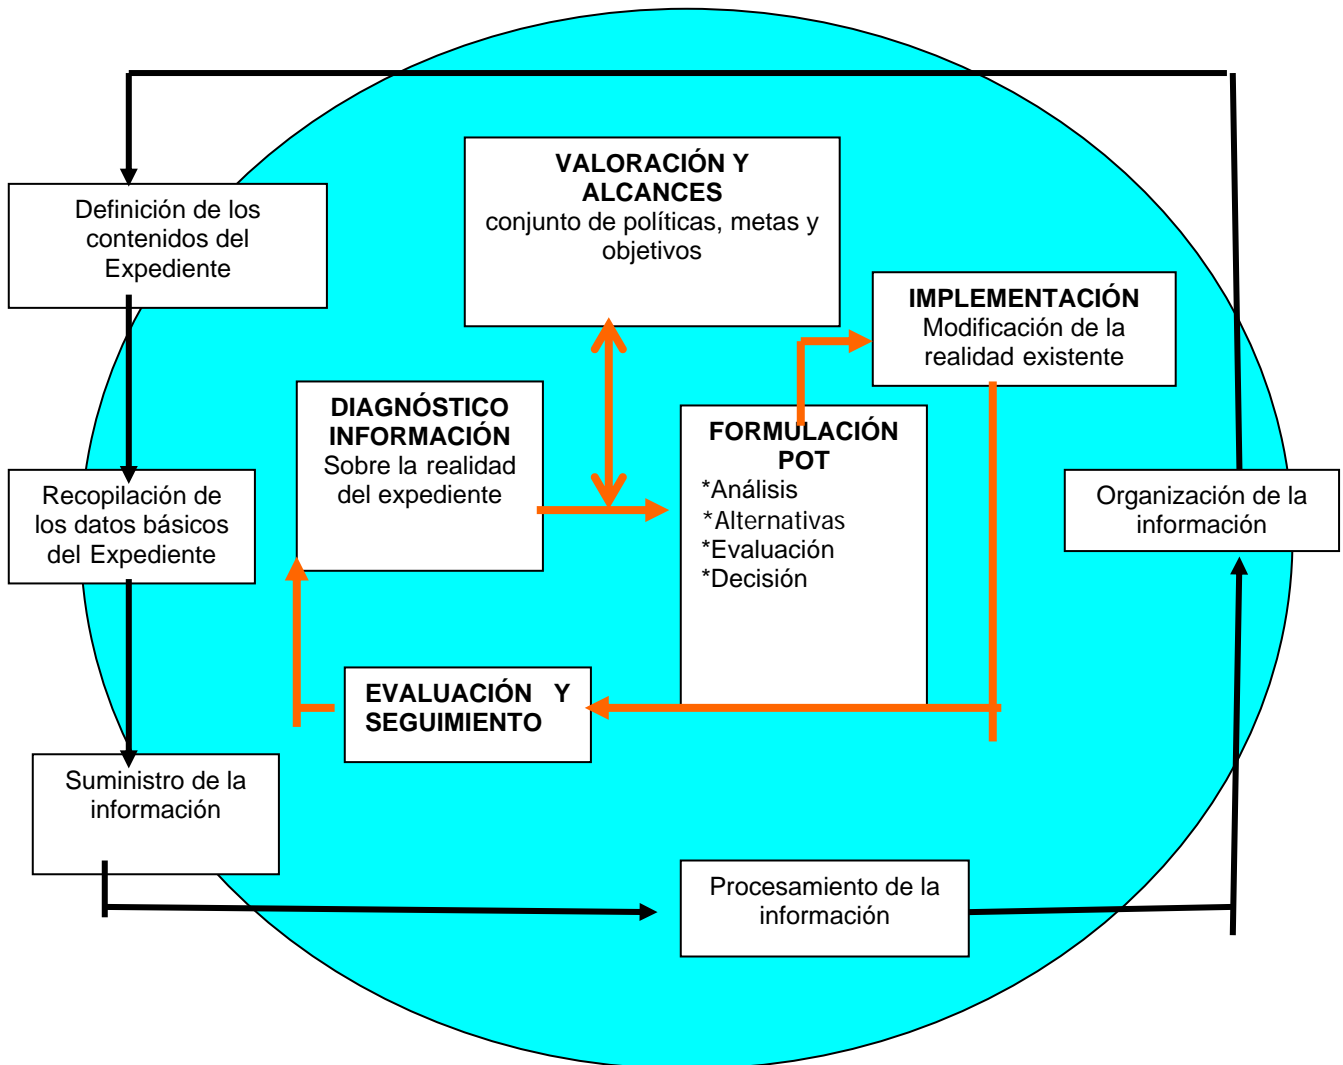 VALORACIÓN Y
ALCANCES
conjunto de políticas, metas y
objetivos
Definición de los
contenidos del
Expediente
IMPLEMENTACIÓN
Modificación de la
realidad existente
DIAGNÓSTICO
INFORMACIÓN
Sobre la realidad
del expediente
FORMULACIÓN
POT
*Análisis
*Alternativas
*Evaluación
*Decisión
Recopilación de
los datos básicos
del Expediente
Organización de la
información
EVALUACIÓN Y
SEGUIMIENTO
Suministro de la
información
Procesamiento de la
información